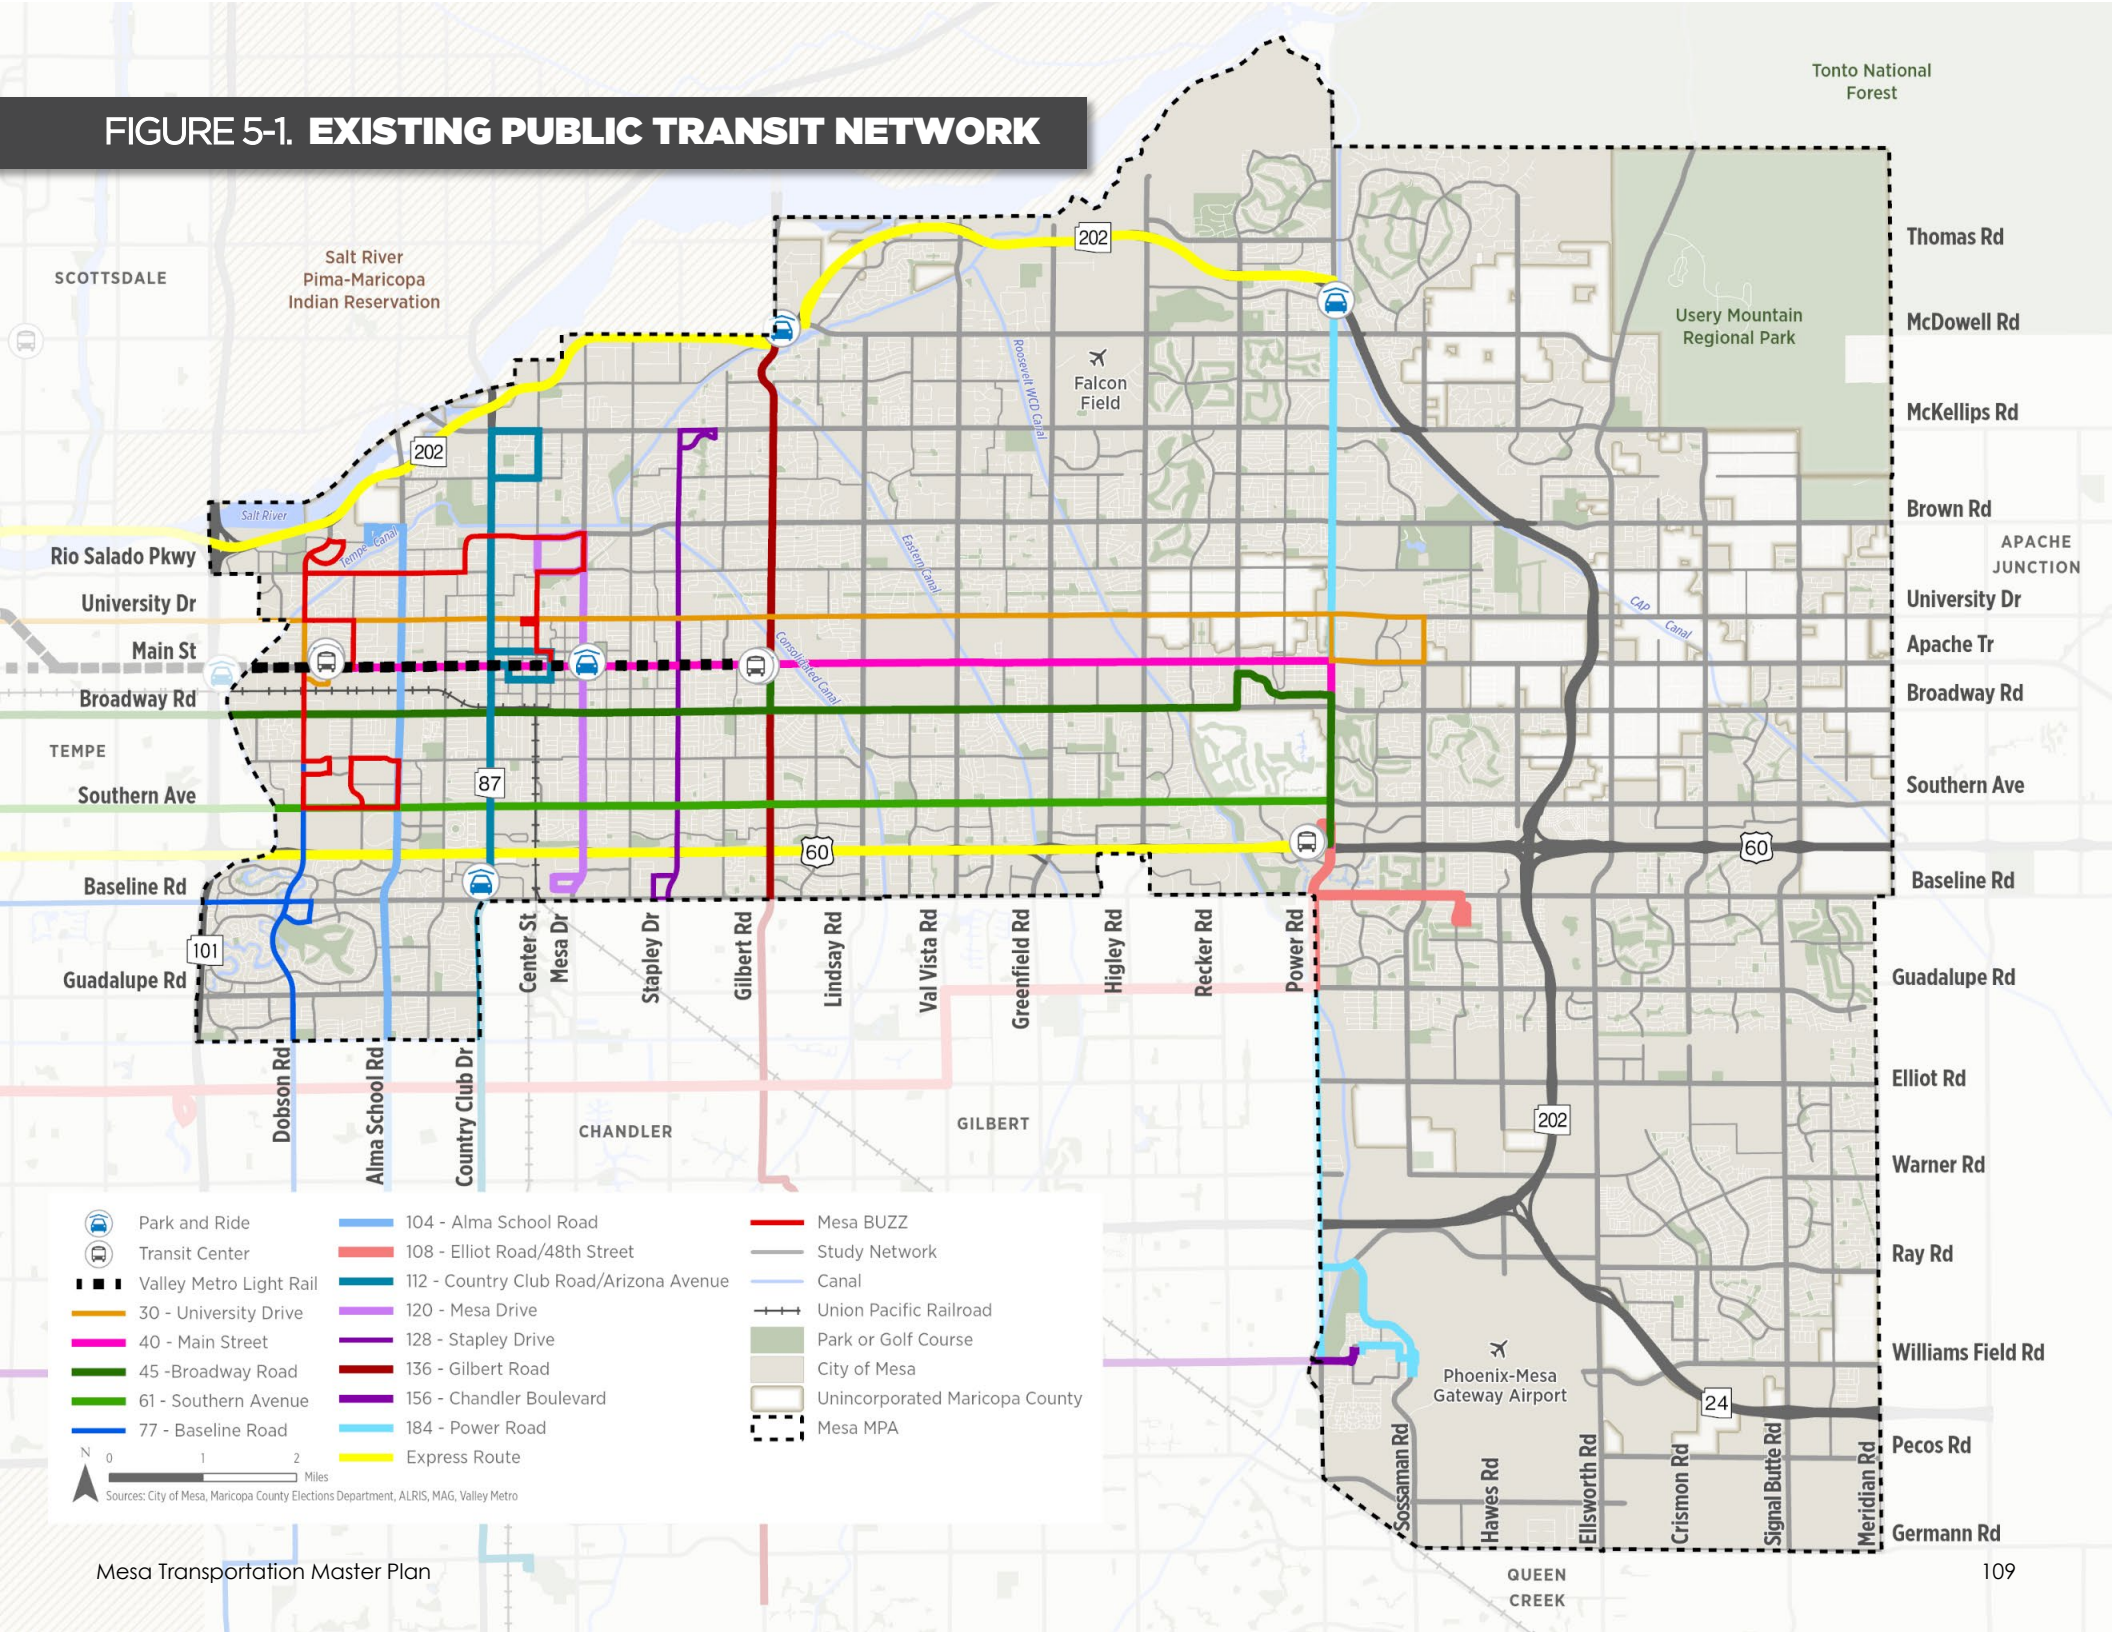 FIGURE 5-1. EXISTING PUBLIC TRANSIT NETWORK
Tonto National
Forest
SCOTTSDALE
Salt River
Pima-Maricopa
Indian Reservation
202
Thomas Rd
Usery Mountain
Regional Park
McDowell Rd
Roosevelt WCD Canal
Falcon
Field
McKellips Rd
202
Salt River
Brown Rd
Tempe Canal
Eastern Canal
Rio Salado Pkwy
APACHE
JUNCTION
University Dr
CAP
Canal
University Dr
Consolidated Canal
Main St
Apache Tr
Broadway Rd
Broadway Rd
TEMPE
87
Southern Ave
Southern Ave
60
60
Baseline Rd
Baseline Rd
101
Guadalupe Rd
Guadalupe Rd
Center St
Mesa Dr
Stapley Dr
Gilbert Rd
Lindsay Rd
Val Vista Rd
Greenfield Rd
Higley Rd
Recker Rd
Power Rd
Dobson Rd
Alma School Rd
Country Club Dr
Elliot Rd
CHANDLER
GILBERT
202
Warner Rd
Ray Rd
Williams Field Rd
Phoenix-Mesa
Gateway Airport
24
Pecos Rd
Sossaman Rd
Hawes Rd
Ellsworth Rd
Crismon Rd
Signal Butte Rd
Meridian Rd
Germann Rd
QUEEN
CREEK
Park and Ride
Transit Center
Valley Metro Light Rail
30 - University Drive
40 - Main Street
45 -Broadway Road
61 - Southern Avenue
77 - Baseline Road
104 - Alma School Road
108 - Elliot Road/48th Street
112 - Country Club Road/Arizona Avenue
120 - Mesa Drive
128 - Stapley Drive
136 - Gilbert Road
156 - Chandler Boulevard
184 - Power Road
Express Route
Mesa BUZZ
Study Network
Canal
Union Pacific Railroad
Park or Golf Course
City of Mesa
Unincorporated Maricopa County
Mesa MPA
N
0 1 2
Miles
Sources: City of Mesa, Maricopa County Elections Department, ALRIS, MAG, Valley Metro
Mesa Transportation Master Plan
109